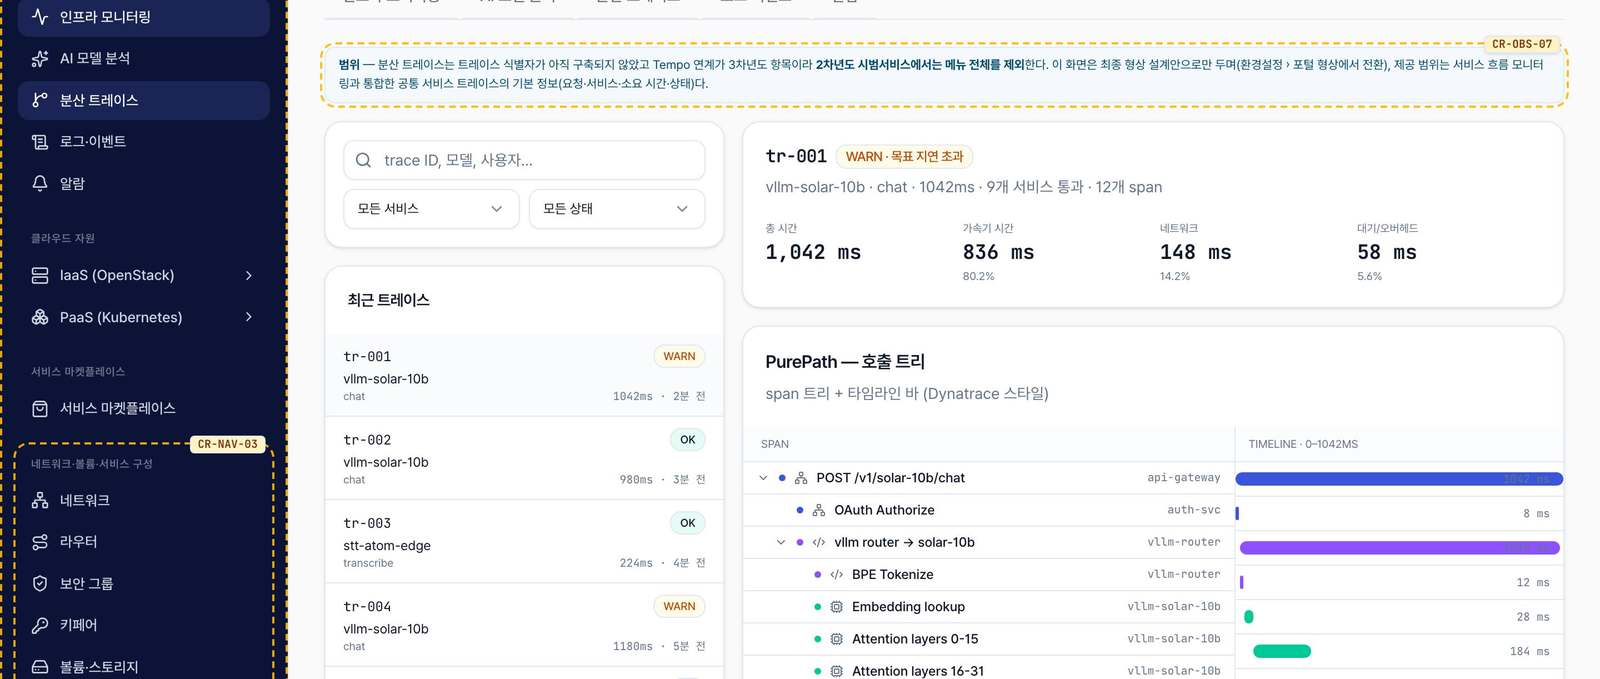 인프라 모니터링
AI 모델 분석
분산 트레이스
로그·이벤트
알람
클라우드 자원
IaaS (OpenStack)
PaaS (Kubernetes)
서비스 마켓플레이스
서비스 마켓플레이스
CR-NAV-03
네트워크·볼륨·서비스 구성
네트워크
라우터
보안 그룹
키페어
볼륨·스토리지
CR-OBS-07
범위 — 분산 트레이스는 트레이스 식별자가 아직 구축되지 않았고 Tempo 연계가 3차년도 항목이라 2차년도 시범서비스에서는 메뉴 전체를 제외한다. 이 화면은 최종 형상 설계안으로만 두며(환경설정 › 포털 형상에서 전환), 제공 범위는 서비스 흐름 모니터
링과 통합한 공통 서비스 트레이스의 기본 정보(요청·서비스·소요 시간·상태)다.
trace ID, 모델, 사용자...
모든 서비스
모든 상태
최근 트레이스
tr-001
WARN
vllm-solar-10b
chat
1042ms · 2분 전
tr-002
OK
vllm-solar-10b
chat
980ms · 3분 전
tr-003
OK
stt-atom-edge
transcribe
224ms · 4분 전
tr-004
WARN
vllm-solar-10b
chat
1180ms · 5분 전
tr-001
WARN · 목표 지연 초과
vllm-solar-10b · chat · 1042ms · 9개 서비스 통과 · 12개 span
총 시간
1,042 ms
가속기 시간
836 ms
80.2%
네트워크
148 ms
14.2%
대기/오버헤드
58 ms
5.6%
PurePath — 호출 트리
span 트리 + 타임라인 바 (Dynatrace 스타일)
SPAN
TIMELINE · 0–1042MS
POST /v1/solar-10b/chat
api-gateway
1042 ms
OAuth Authorize
auth-svc
8 ms
vllm router → solar-10b
vllm-router
BPE Tokenize
vllm-router
12 ms
Embedding lookup
vllm-solar-10b
28 ms
Attention layers 0-15
vllm-solar-10b
184 ms
Attention layers 16-31
vllm-solar-10b